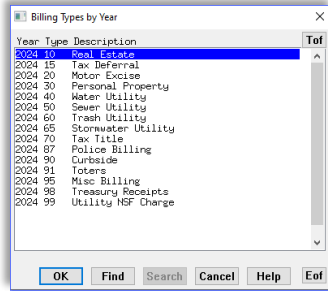 Billing Types by Year
Year Type Description
Tof
2024 10 Real Estate
2024 15 Tax Deferral
2024 20 Motor Excise
2024 30 Personal Property
2024 40 Water Utility
2024 50 Sewer Utility
2024 60 Trash Utility
2024 65 Stormwater Utility
2024 70 Tax Title
2024 87 Police Billing
2024 90 Curbside
2024 91 Toters
2024 95 Misc Billing
2024 98 Treasury Receipts
2024 99 Utility NSF Charge
OK Find Search Cancel Help Eof